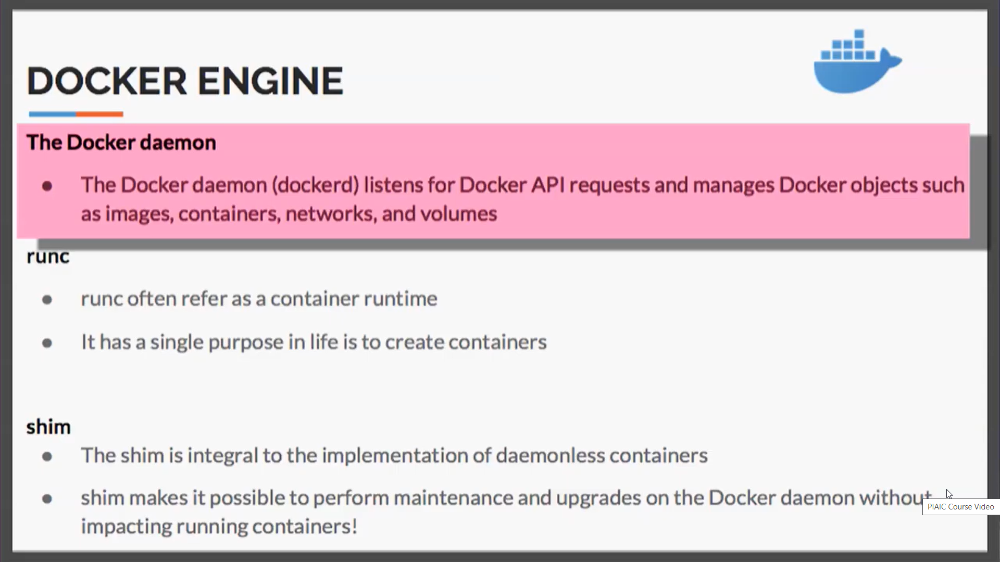 DOCKER ENGINE
The Docker daemon
● The Docker daemon (dockerd) listens for Docker API requests and manages Docker objects such
as images, containers, networks, and volumes
runc
● runc often refer as a container runtime
● It has a single purpose in life is to create containers
shim
● The shim is integral to the implementation of daemonless containers
● shim makes it possible to perform maintenance and upgrades on the Docker daemon without
impacting running containers!
PIAIC Course Video